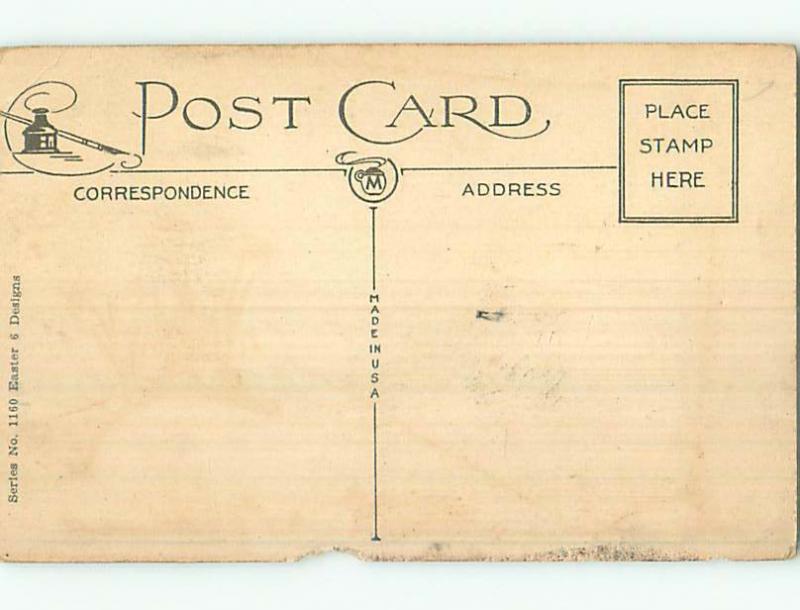 POST CARD
PLACE
STAMP
HERE
CORRESPONDENCE
M
ADDRESS
MADE IN USA
Series No. 1160 Easter 6 Designs